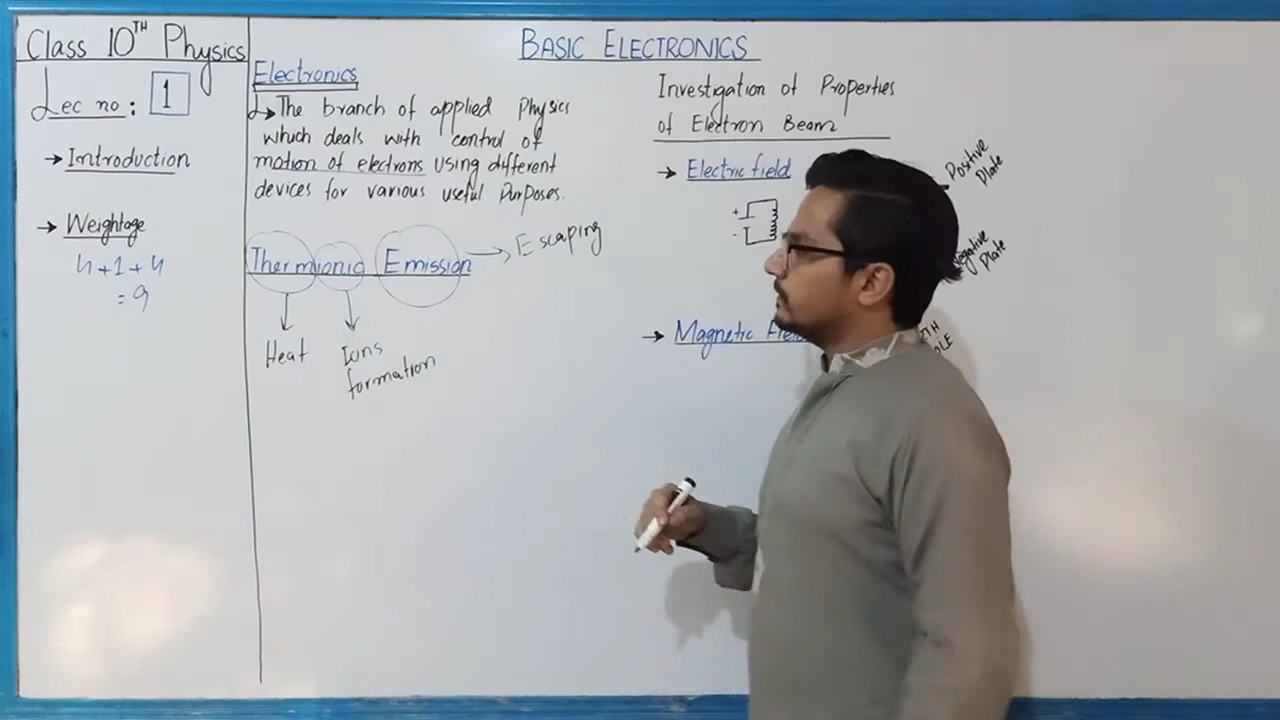 Class 10TH Physics
Lec no : 1
→ Introduction
→ Weightage
4+1+4
= 9
BASIC ELECTRONICS
Electronics
↳ The branch of applied Physics
which deals with control of
motion of electrons using different
devices for various useful Purposes.
Thermionic Emission → Escaping
Heat
Ions
formation
Investigation of Properties
of Electron Beam
→ Electric field
+
-
Positive
Plate
Negative
Plate
→ Magnetic Field